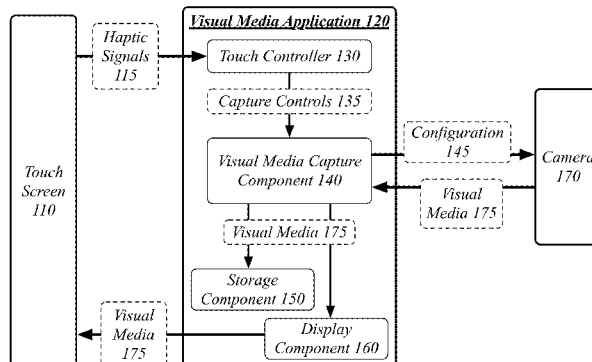 Visual Media Application 120
Haptic
Signals
115
Touch Controller 130
Capture Controls 135
Touch
Screen
110
Visual Media Capture
Component 140
Configuration
145
Camera
170
Visual
Media 175
Visual Media 175
Storage
Component 150
Visual
Media
175
Display
Component 160